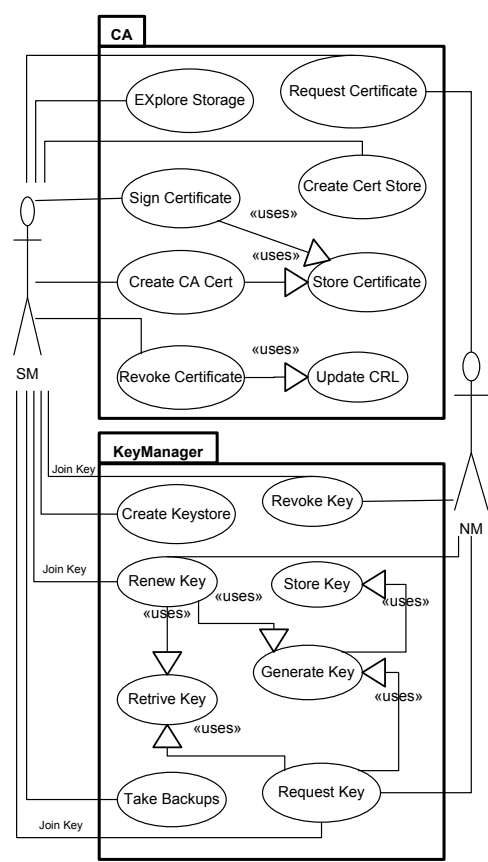 CA
EXplore Storage
Request Certificate
Create Cert Store
Sign Certificate
«uses»
«uses»
Create CA Cert
Store Certificate
«uses»
Revoke Certificate
Update CRL
SM
NM
KeyManager
Join Key
Revoke Key
Create Keystore
Join Key
Renew Key
Store Key
«uses»
«uses»
«uses»
Generate Key
Retrive Key
«uses»
«uses»
Take Backups
Request Key
Join Key